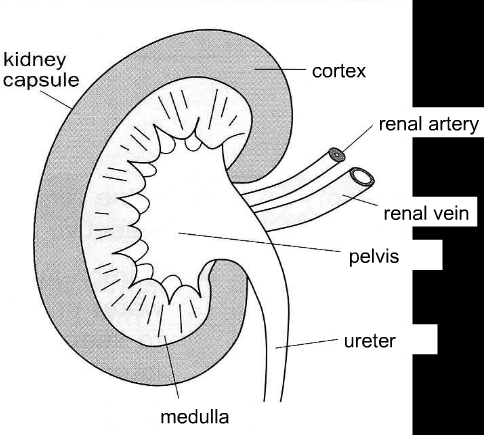 kidney
capsule
cortex
renal artery
renal vein
pelvis
ureter
medulla